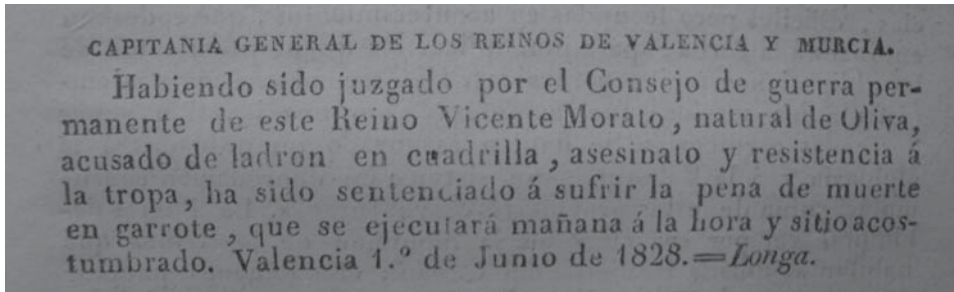 CAPITANIA GENERAL DE LOS REINOS DE VALENCIA Y MURCIA.
Habiendo sido juzgado por el Consejo de guerra per-
manente de este Reino Vicente Morato, natural de Oliva,
acusado de ladron en cuadrilla, asesinato y resistencia á
la tropa, ha sido sentenciado á sufrir la pena de muerte
en garrote, que se ejecutará mañana á la hora y sitio acos-
tumbrado. Valencia 1.º de Junio de 1828.=Longa.